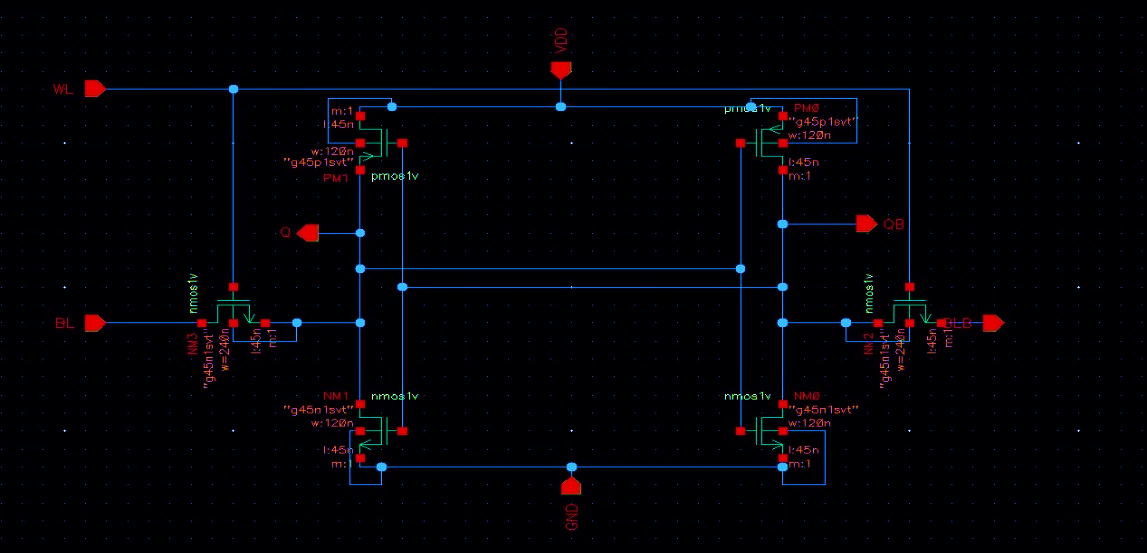 VDD
WL
m:1
l:45n
w:120n
"g45p1svt"
PM1
pmos1v
pmos1v
PM0
"g45p1svt"
w:120n
l:45n
m:1
Q
QB
nmos1v
BL
NM3
"g45n1svt"
w=240n
l:45n
m:1
nmos1v
NM2
"g45n1svt"
w=240n
l:45n
m:1
BLB
NM1
nmos1v
"g45n1svt"
w:120n
l:45n
m:1
nmos1v
NM0
"g45n1svt"
w:120n
l:45n
m:1
GND